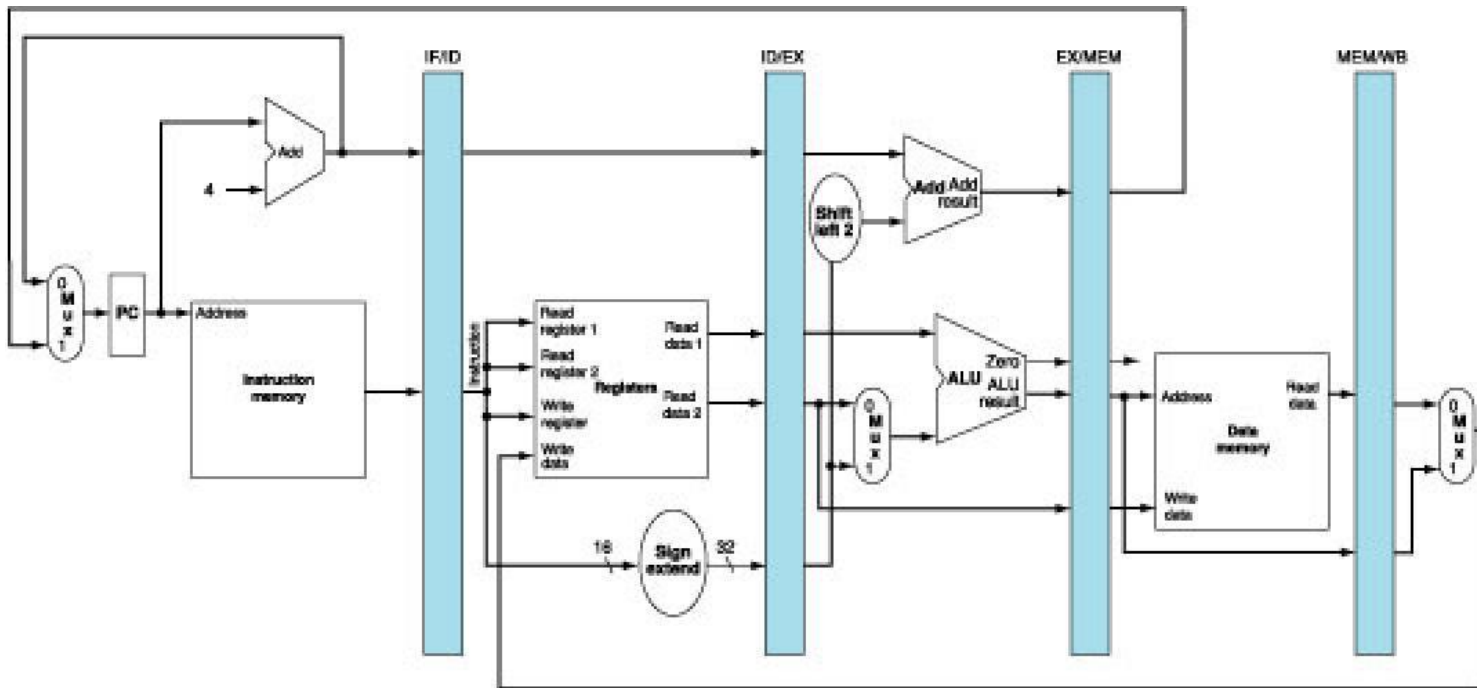 IF/ID
ID/EX
EX/MEM
MEM/WB
Add
4
Shift
left 2
Add Add
result
0
M
u
x
1
PC
Address
Instruction
memory
Instruction
Read
register 1
Read
register 2
Write
register
Write
data
Registers
Read
data 1
Read
data 2
16
Sign
extend
32
0
M
u
x
1
Zero
ALU ALU
result
Address
Read
data
Data
memory
Write
data
0
M
u
x
1